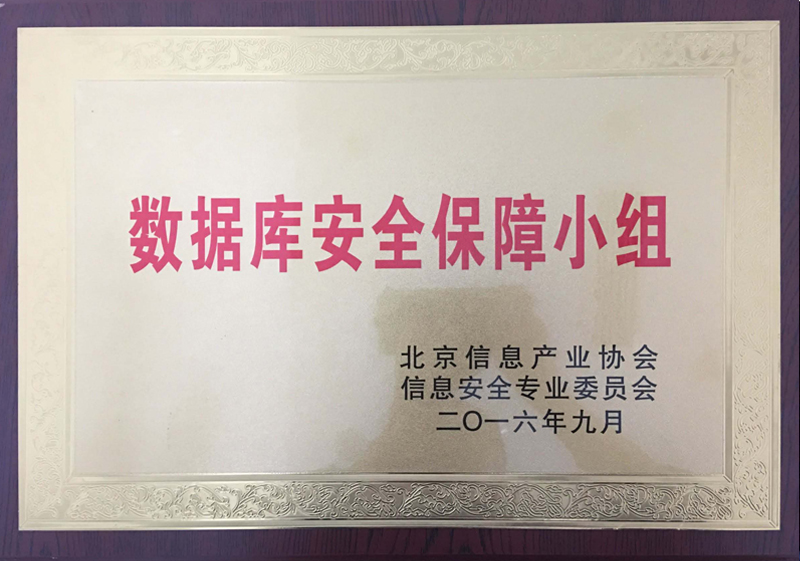 数据库安全保障小组
北京信息产业协会
信息安全专业委员会
二〇一六年九月